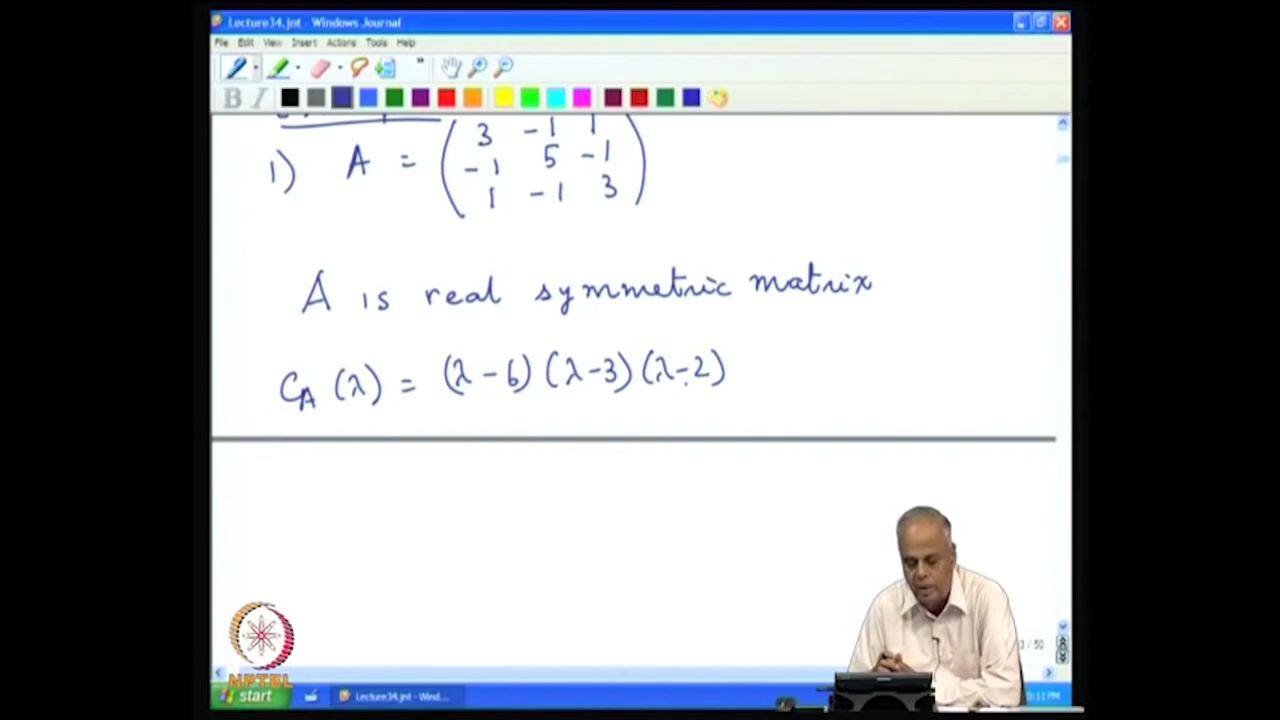 Lecture34.jnt - Windows Journal
File Edit View Insert Actions Tools Help
B I
3 -1 1
1) A = -1 5 -1
1 -1 3
A is real symmetric matrix
C_A (λ) = (λ - 6) (λ - 3) (λ - 2)
NPTEL
start Lecture34.jnt - Wind...